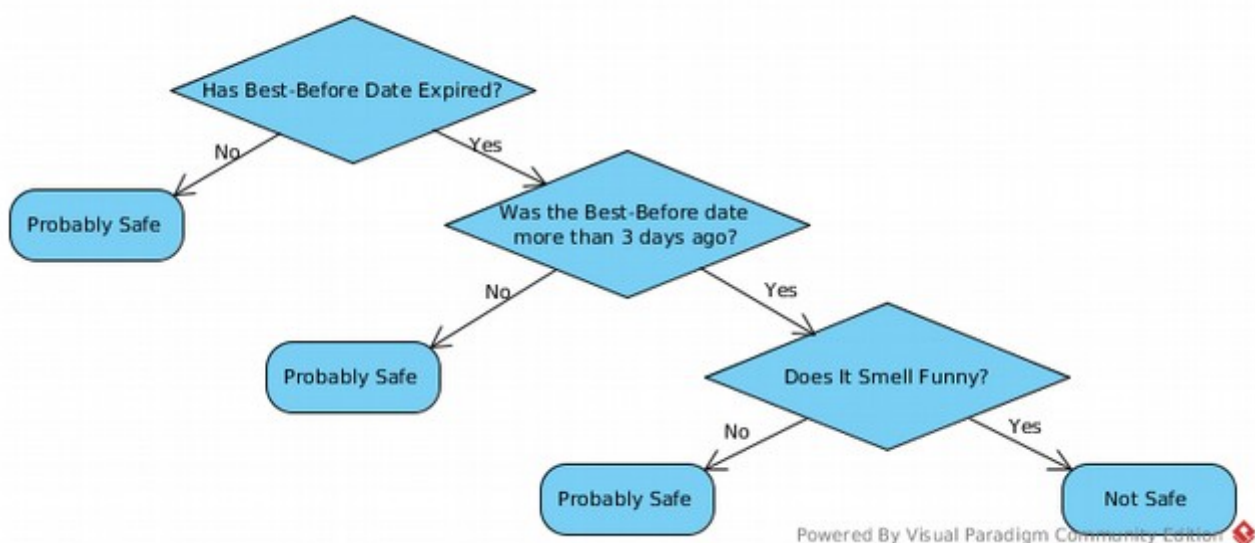 Has Best-Before Date Expired?
No
Yes
Probably Safe
Was the Best-Before date
more than 3 days ago?
No
Yes
Probably Safe
Does It Smell Funny?
No
Yes
Probably Safe
Not Safe
Powered By Visual Paradigm Community Edition